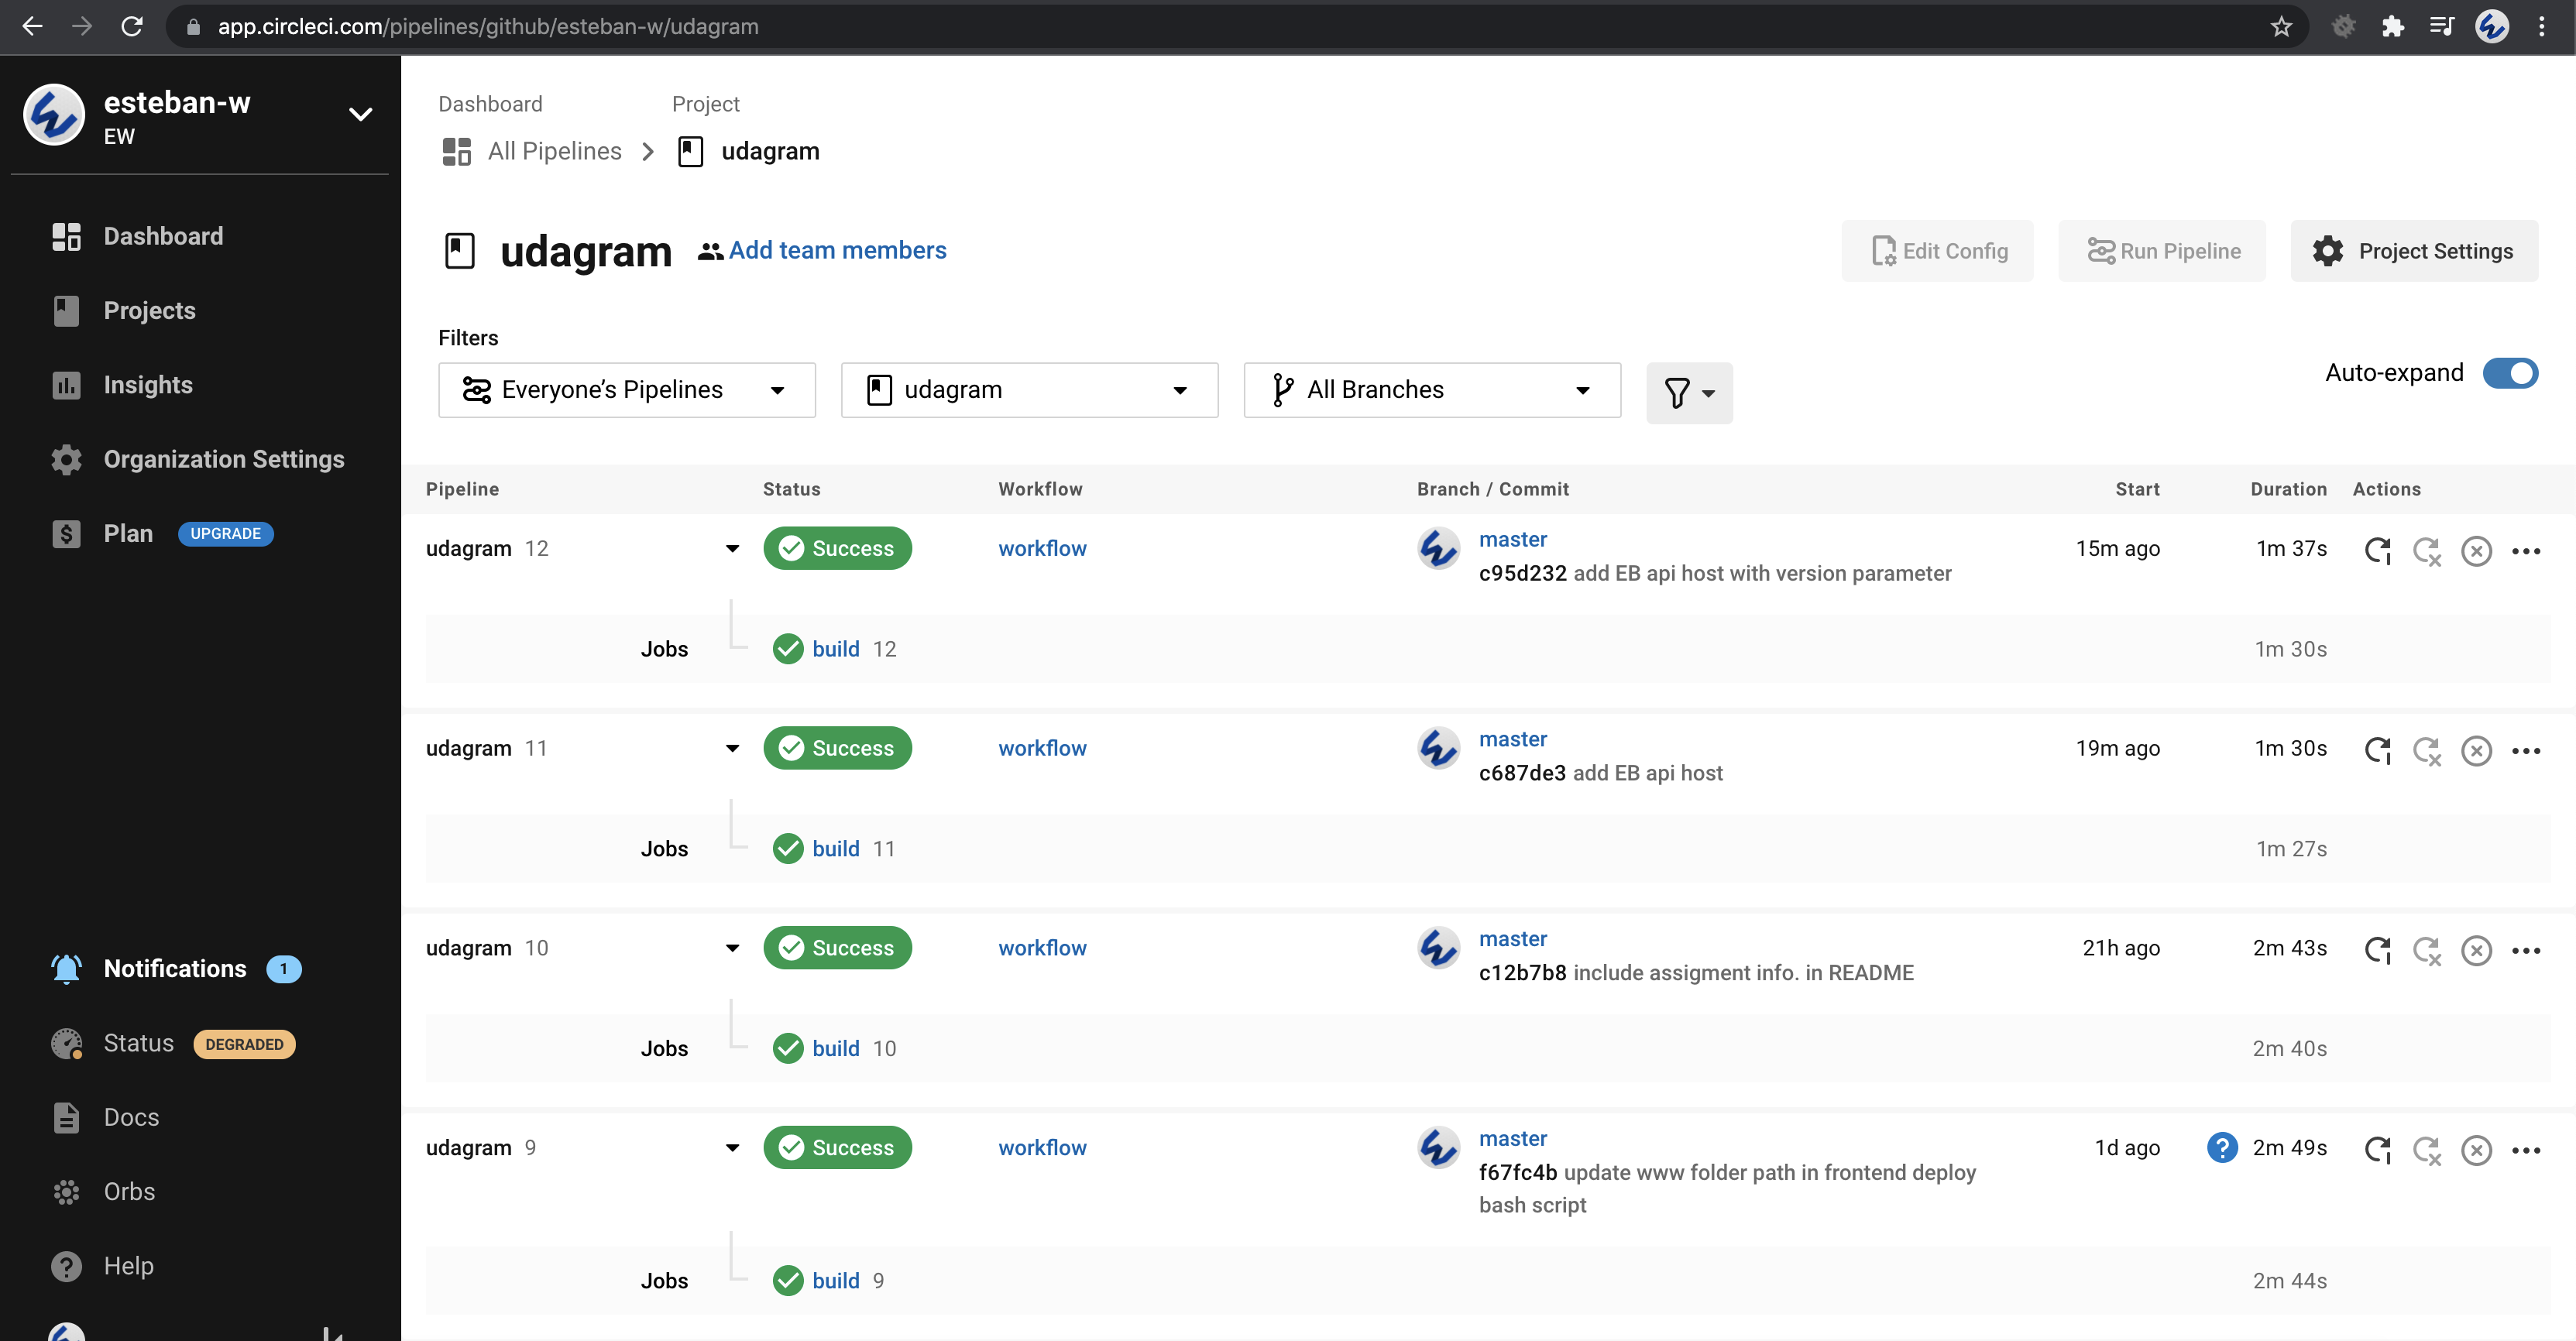 app.circleci.com/pipelines/github/esteban-w/udagram
esteban-w
EW
Dashboard
Projects
Insights
Organization Settings
Plan UPGRADE
Notifications 1
Status DEGRADED
Docs
Orbs
Help
Dashboard Project
All Pipelines udagram
udagram Add team members
Edit Config Run Pipeline Project Settings
Filters
Everyone’s Pipelines udagram All Branches
Auto-expand
Pipeline Status Workflow Branch / Commit Start Duration Actions
udagram 12 Success workflow master 15m ago 1m 37s
c95d232 add EB api host with version parameter
Jobs build 12 1m 30s
udagram 11 Success workflow master 19m ago 1m 30s
c687de3 add EB api host
Jobs build 11 1m 27s
udagram 10 Success workflow master 21h ago 2m 43s
c12b7b8 include assigment info. in README
Jobs build 10 2m 40s
udagram 9 Success workflow master 1d ago ? 2m 49s
f67fc4b update www folder path in frontend deploy
bash script
Jobs build 9 2m 44s